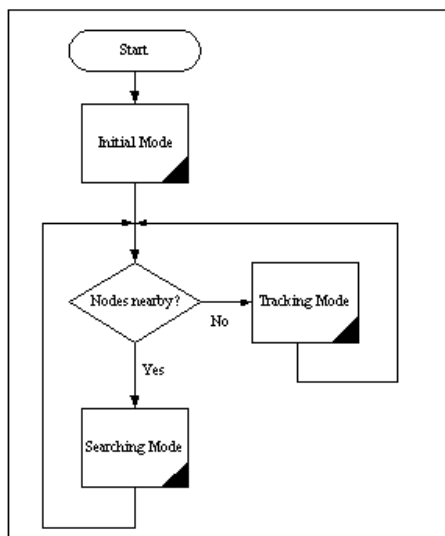 Start
Initial Mode
Nodes nearby?
Tracking Mode
No
Yes
Searching Mode